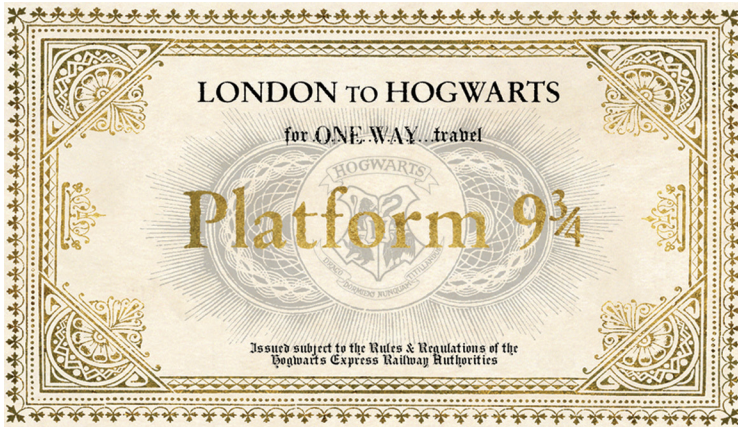 LONDON TO HOGWARTS
for ONE WAY...travel
HOGWARTS
Platform 9¾
Issued subject to the Rules & Regulations of the
Hogwarts Express Railway Authorities